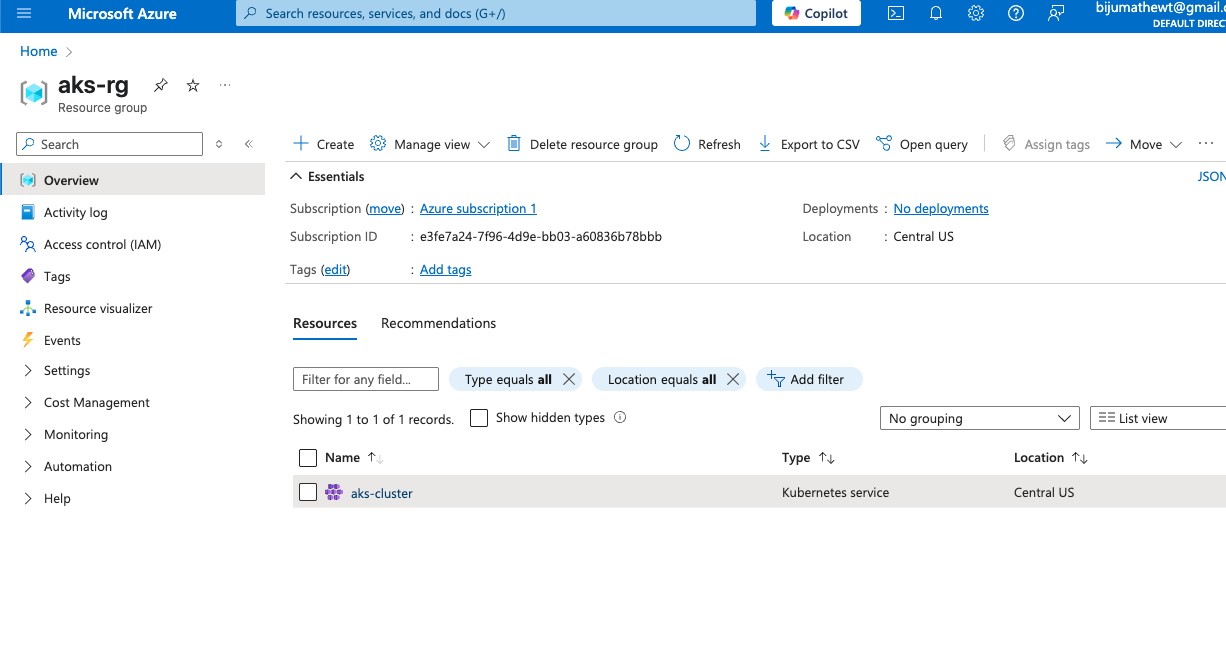 Microsoft Azure
Search resources, services, and docs (G+/)
Copilot
bijumathewt@gmail.c
DEFAULT DIRECT
Home
aks-rg
Resource group
Search
Overview
Activity log
Access control (IAM)
Tags
Resource visualizer
Events
Settings
Cost Management
Monitoring
Automation
Help
Create Manage view Delete resource group Refresh Export to CSV Open query Assign tags Move
Essentials JSON
Subscription (move) : Azure subscription 1 Deployments : No deployments
Subscription ID : e3fe7a24-7f96-4d9e-bb03-a60836b78bbb Location : Central US
Tags (edit) : Add tags
Resources Recommendations
Filter for any field... Type equals all Location equals all Add filter
Showing 1 to 1 of 1 records. Show hidden types No grouping List view
Name Type Location
aks-cluster Kubernetes service Central US